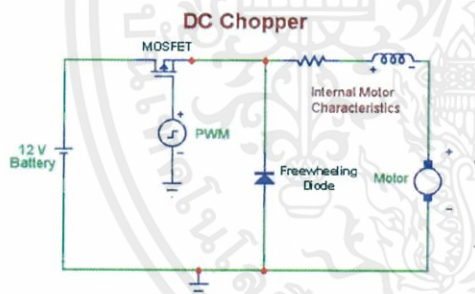 DC Chopper
MOSFET
+ -
Internal Motor
Characteristics
+
PWM
-
12 V
Battery
Freewheeling
Diode
Motor
+
-